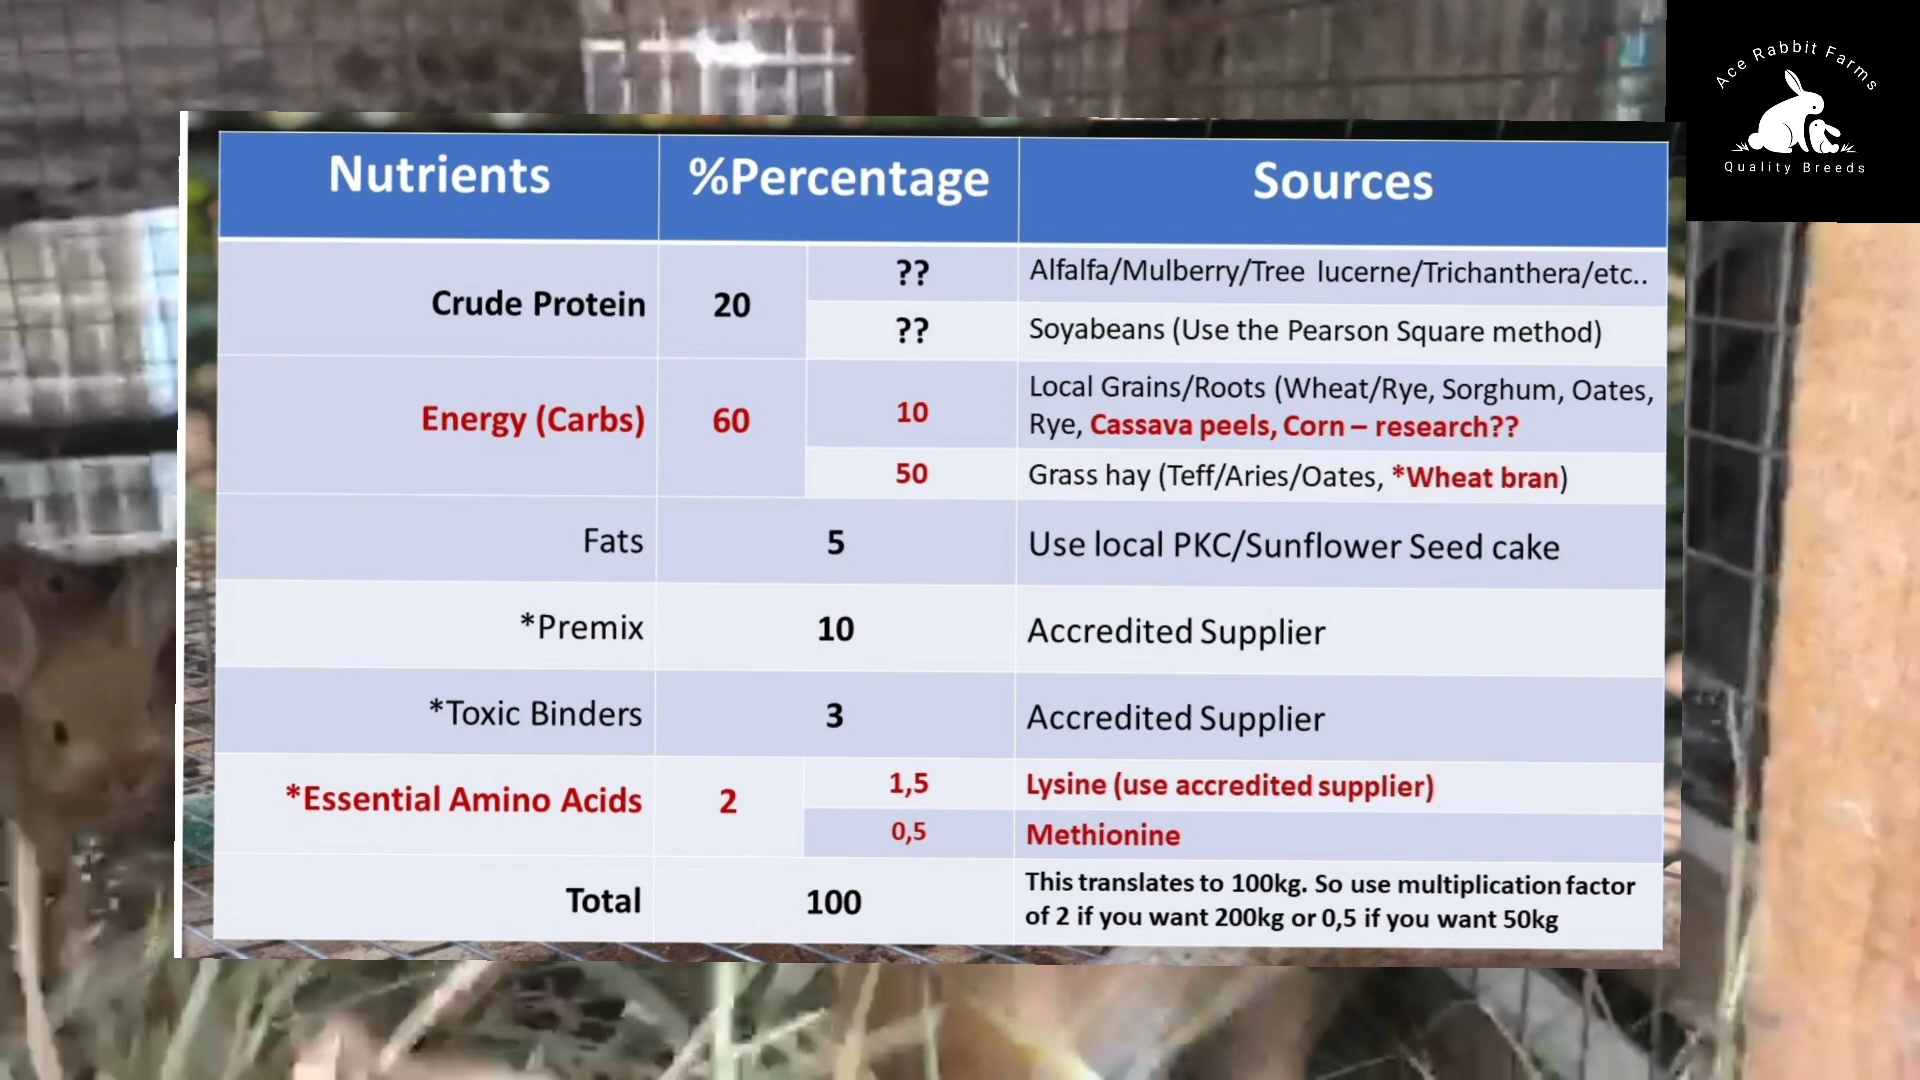 Ace Rabbit Farms
Quality Breeds
Nutrients %Percentage Sources
Crude Protein 20 ?? Alfalfa/Mulberry/Tree lucerne/Trichanthera/etc..
?? Soyabeans (Use the Pearson Square method)
Energy (Carbs) 60 10 Local Grains/Roots (Wheat/Rye, Sorghum, Oates,
Rye, Cassava peels, Corn – research??
50 Grass hay (Teff/Aries/Oates, *Wheat bran)
Fats 5 Use local PKC/Sunflower Seed cake
*Premix 10 Accredited Supplier
*Toxic Binders 3 Accredited Supplier
*Essential Amino Acids 2 1,5 Lysine (use accredited supplier)
0,5 Methionine
Total 100 This translates to 100kg. So use multiplication factor
of 2 if you want 200kg or 0,5 if you want 50kg